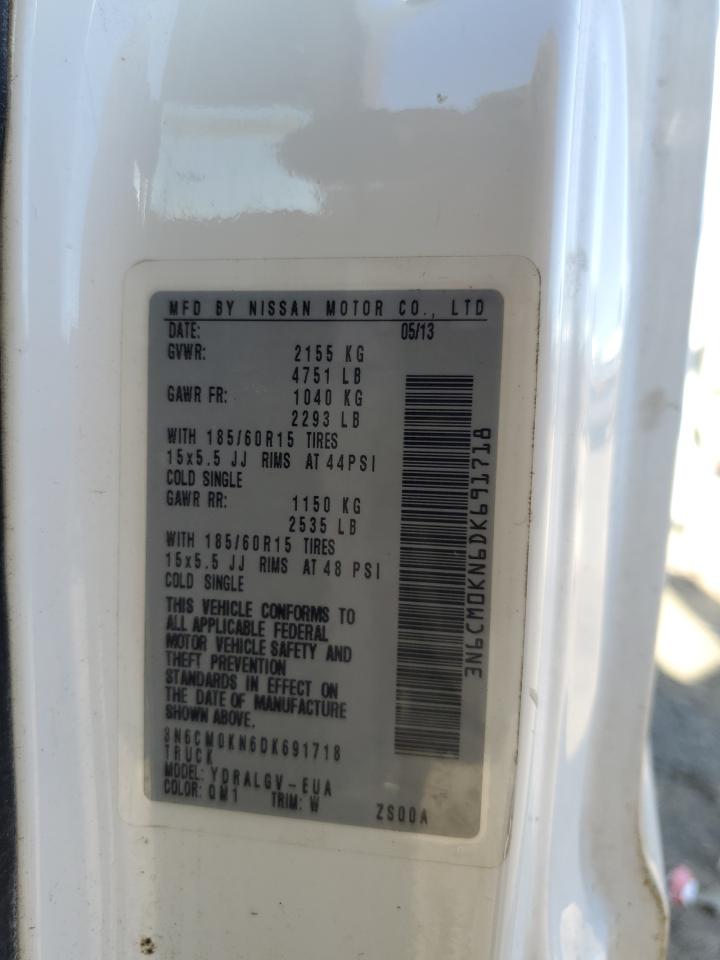 MFD BY NISSAN MOTOR CO., LTD
DATE: 05/13
GVWR: 2155 KG
4751 LB
GAWR FR: 1040 KG
2293 LB
WITH 185/60R15 TIRES
15x5.5 JJ RIMS AT 44PSI
COLD SINGLE
GAWR RR: 1150 KG
2535 LB
WITH 185/60R15 TIRES
15x5.5 JJ RIMS AT 48 PSI
COLD SINGLE
THIS VEHICLE CONFORMS TO
ALL APPLICABLE FEDERAL
MOTOR VEHICLE SAFETY AND
THEFT PREVENTION
STANDARDS IN EFFECT ON
THE DATE OF MANUFACTURE
SHOWN ABOVE.
3N6CM0KN6DK691718
TRUCK
MODEL: YDRALGV-EUA
COLOR: QM1 TRIM: W ZS00A
3N6CM0KN6DK691718